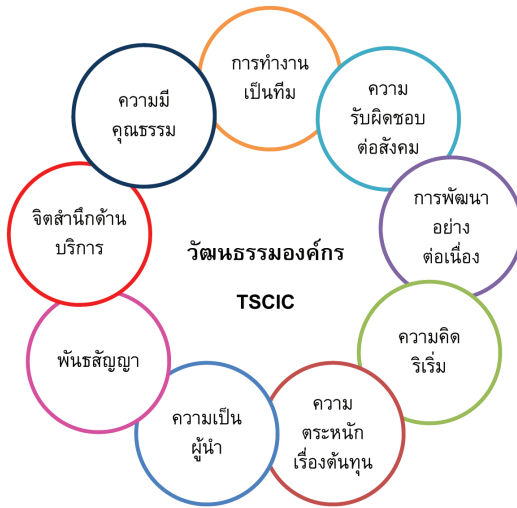 การทำงาน
เป็นทีม
ความ
รับผิดชอบ
ต่อสังคม
การพัฒนา
อย่าง
ต่อเนื่อง
ความคิด
ริเริ่ม
ความ
ตระหนัก
เรื่องต้นทุน
ความเป็น
ผู้นำ
พันธสัญญา
จิตสำนึกด้าน
บริการ
ความมี
คุณธรรม
วัฒนธรรมองค์กร
TSCIC